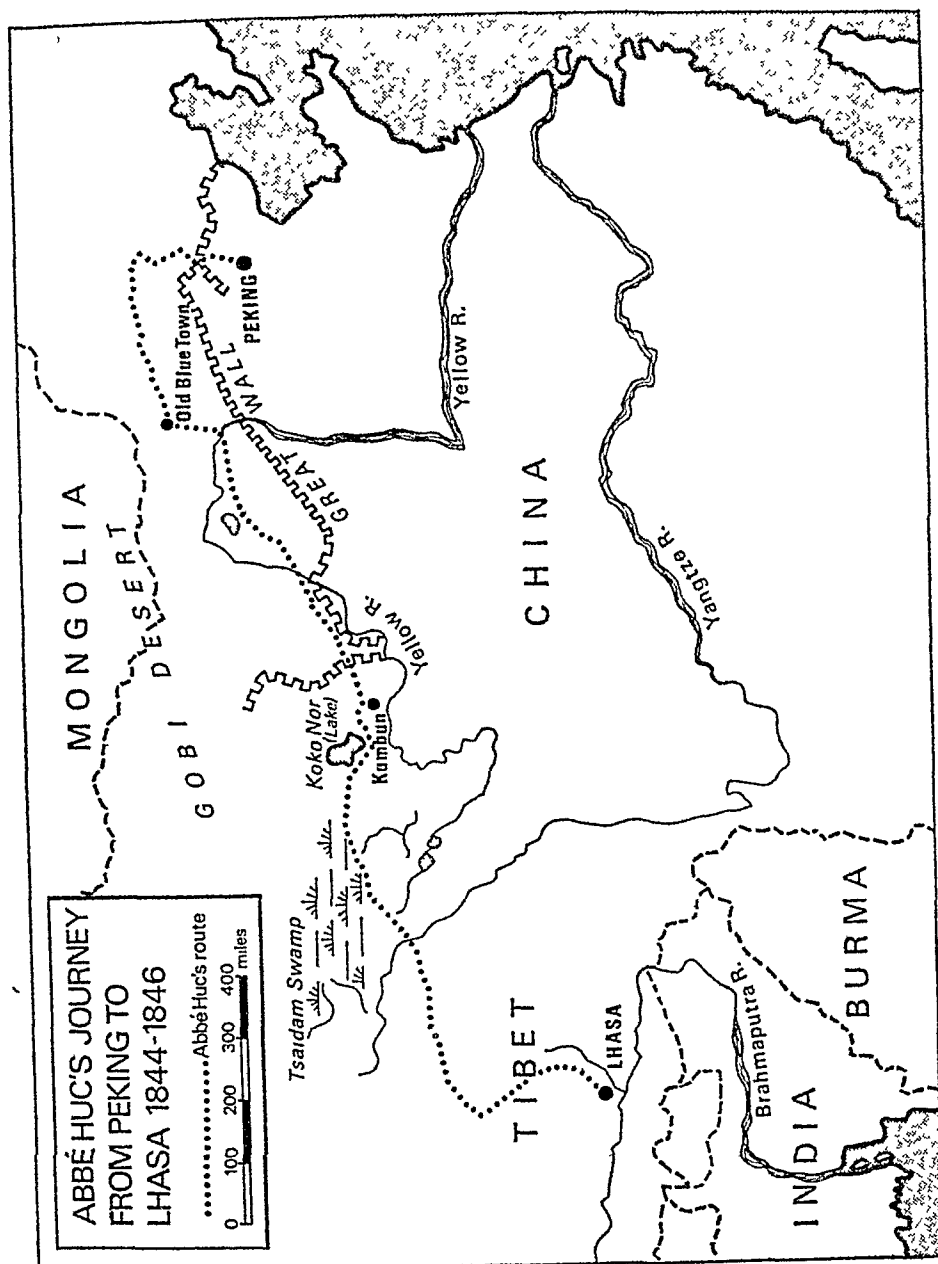 ABBÉ HUC'S JOURNEY
FROM PEKING TO
LHASA 1844-1846
Abbé Huc's route
0 100 200 300 400
miles
MONGOLIA
GOBI DESERT
Old Blue Town
GREAT WALL
PEKING
Tsaidam Swamp
Koko Nor
(Lake)
Kumbun
Yellow R.
Yellow R.
CHINA
TIBET
LHASA
Yangtze R.
Brahmaputra R.
INDIA
BURMA